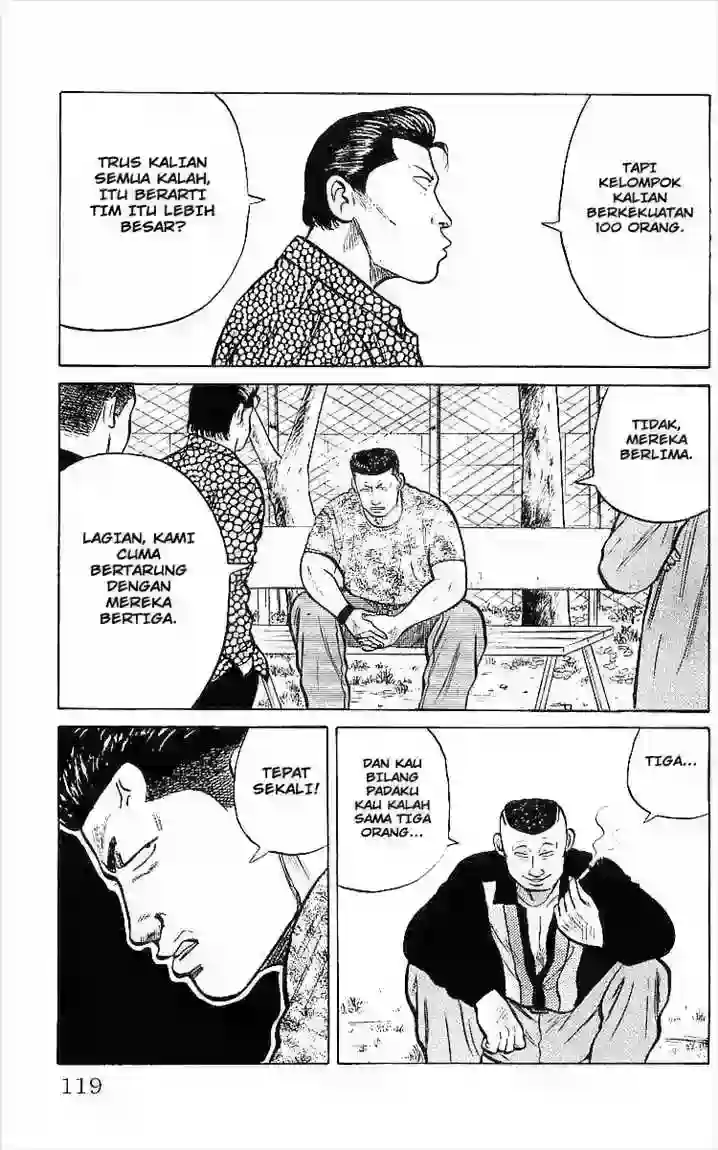 TAPI
KELOMPOK
KALIAN
BERKEKUATAN
100 ORANG.
TRUS KALIAN
SEMUA KALAH,
ITU BERARTI
TIM ITU LEBIH
BESAR?
TIDAK,
MEREKA
BERLIMA.
LAGIAN, KAMI
CUMA
BERTARUNG
DENGAN
MEREKA
BERTIGA.
TIGA...
DAN KAU
BILANG
PADAKU
KAU KALAH
SAMA TIGA
ORANG...
TEPAT
SEKALI!
119